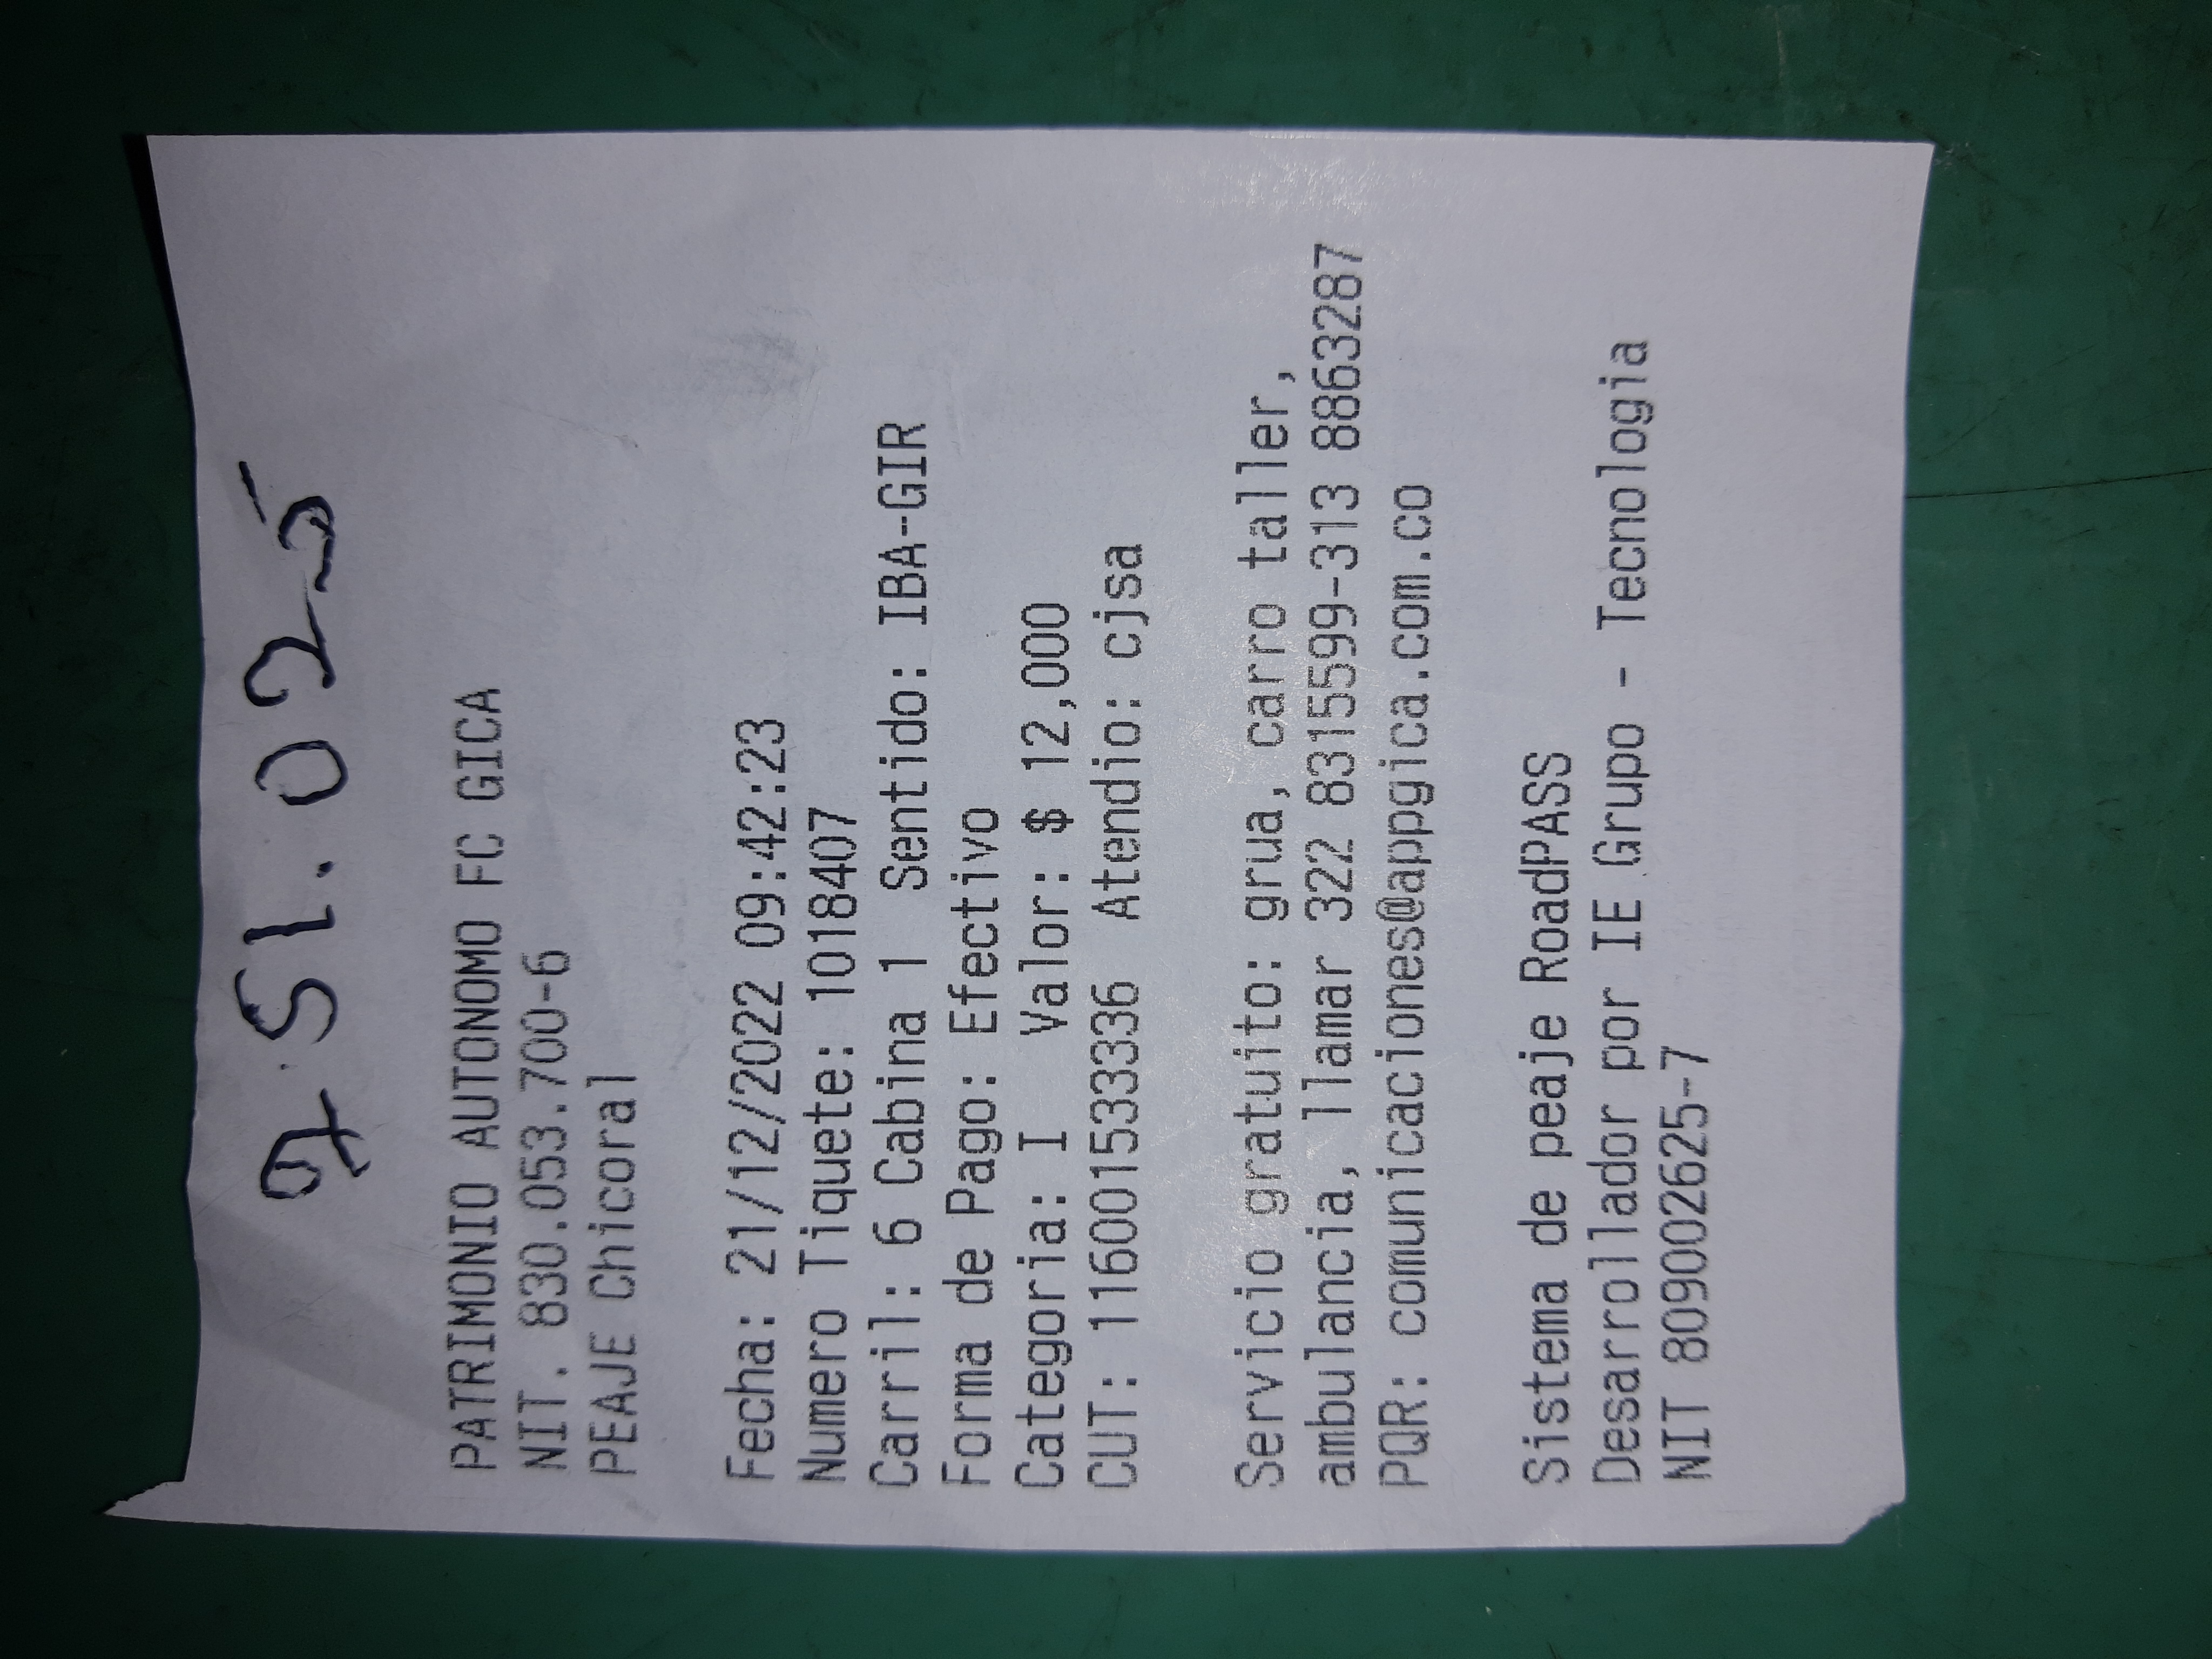 PATRIMONIO AUTONOMO FC GICA
NIT. 830.053.700-6
PEAJE Chicoral
Fecha: 21/12/2022 09:42:23
Numero Tiquete: 1018407
Carril: 6 Cabina 1 Sentido: IBA-GIR
Forma de Pago: Efectivo
Categoria: I Valor: $ 12,000
CUT: 11600153336 Atendio: cjsa
Servicio gratuito: grua, carro taller,
ambulancia, llamar 322 8315599-313 8863287
PQR: comunicaciones@appgica.com.co
Sistema de peaje RoadPASS
Desarrollador por IE Grupo - Tecnologia
NIT 809002625-7